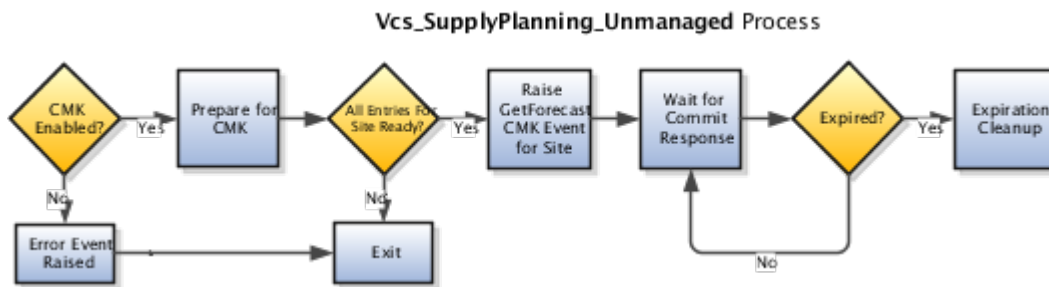 Vcs_SupplyPlanning_Unmanaged Process
CMK
Enabled?
Yes
Prepare for
CMK
All Entries For
Site Ready?
Yes
Raise
GetForecast
CMK Event
for Site
Wait for
Commit
Response
Expired?
Yes
Expiration
Cleanup
No
No
Error Event
Raised
Exit
No